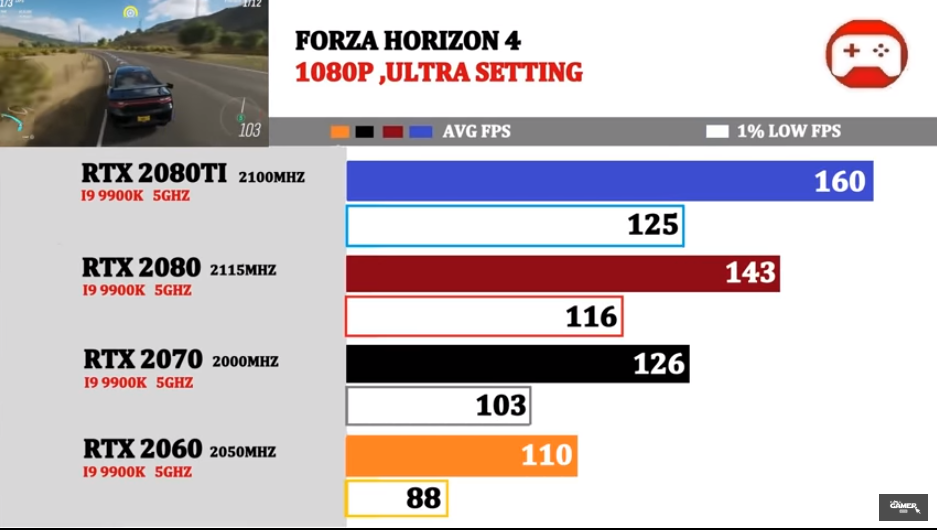 1/3
1/12
103
FORZA HORIZON 4
1080P ,ULTRA SETTING
AVG FPS
1% LOW FPS
RTX 2080TI 2100MHZ
I9 9900K 5GHZ
160
125
RTX 2080 2115MHZ
I9 9900K 5GHZ
143
116
RTX 2070 2000MHZ
I9 9900K 5GHZ
126
103
RTX 2060 2050MHZ
I9 9900K 5GHZ
110
88
GAMER